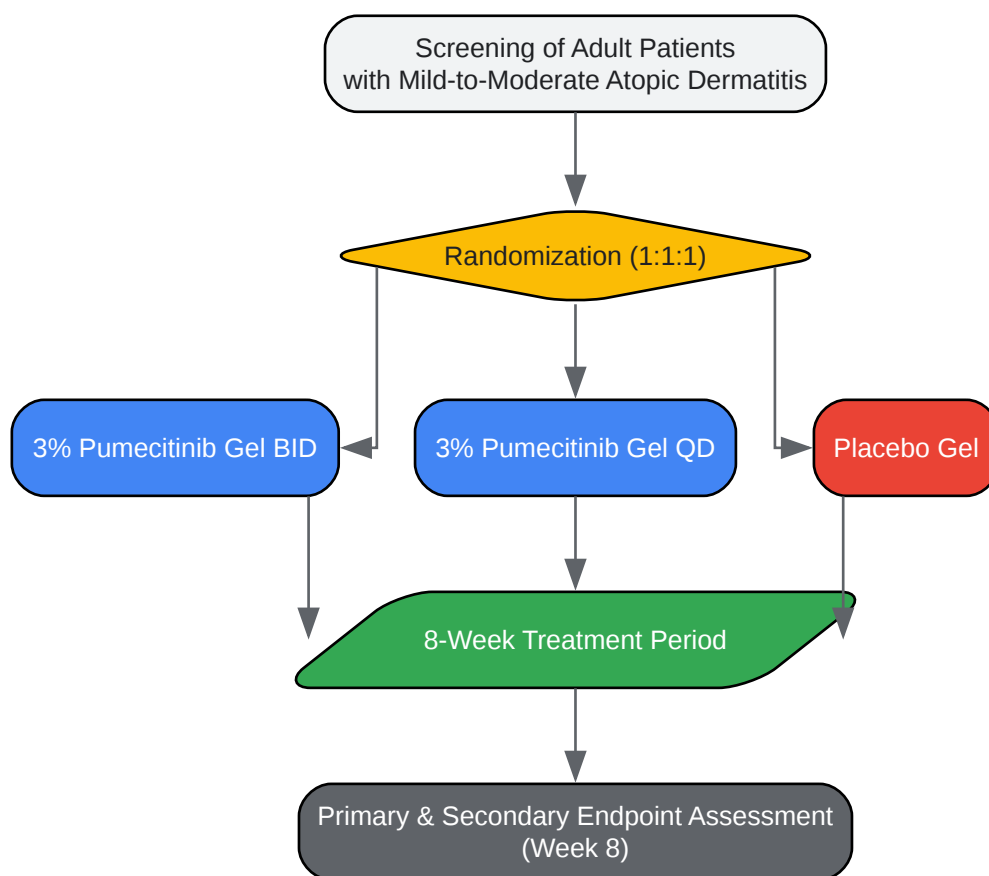 Screening of Adult Patients
with Mild-to-Moderate Atopic Dermatitis
Randomization (1:1:1)
3% Pumecitinib Gel BID
3% Pumecitinib Gel QD
Placebo Gel
8-Week Treatment Period
Primary & Secondary Endpoint Assessment
(Week 8)